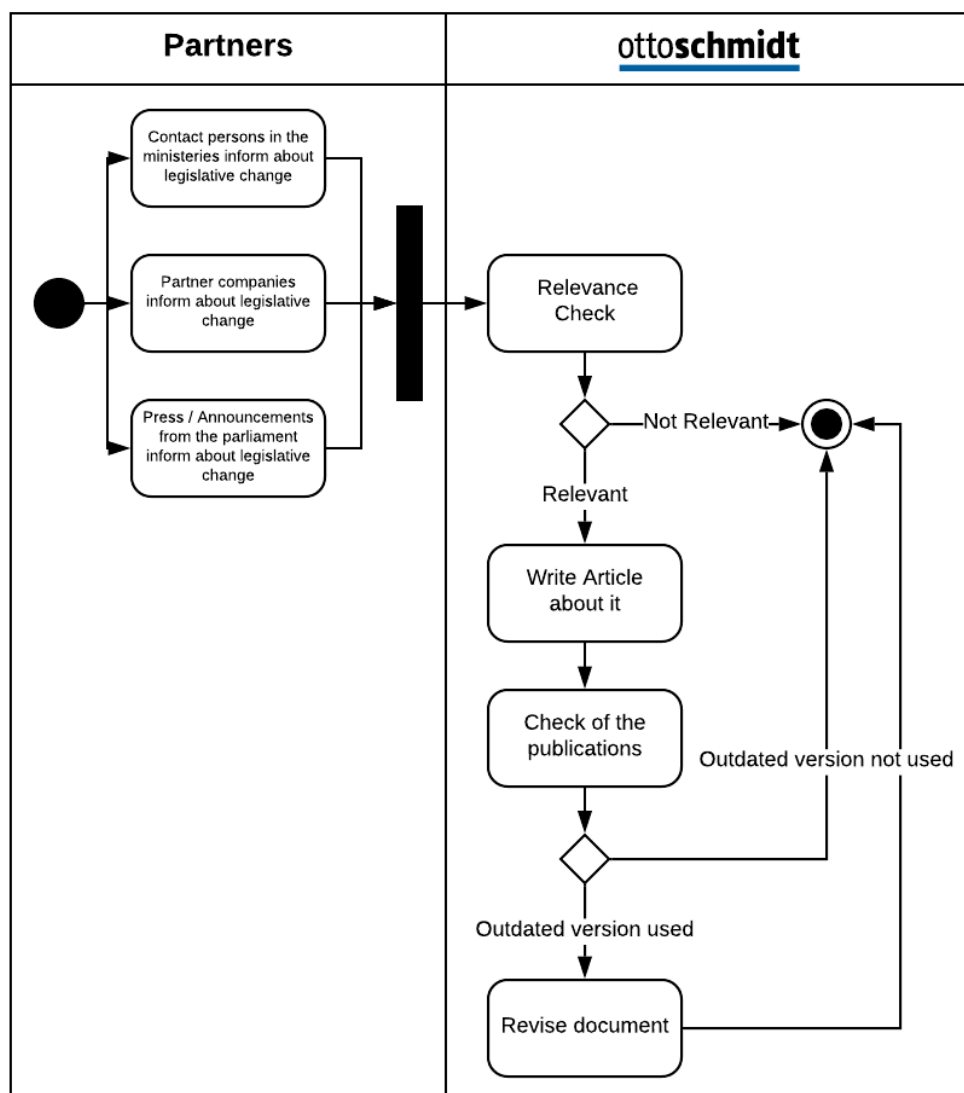 Partners
ottoschmidt
Contact persons in the
ministeries inform about
legislative change
Partner companies
inform about legislative
change
Press / Announcements
from the parliament
inform about legislative
change
Relevance
Check
Not Relevant
Relevant
Write Article
about it
Check of the
publications
Outdated version not used
Outdated version used
Revise document